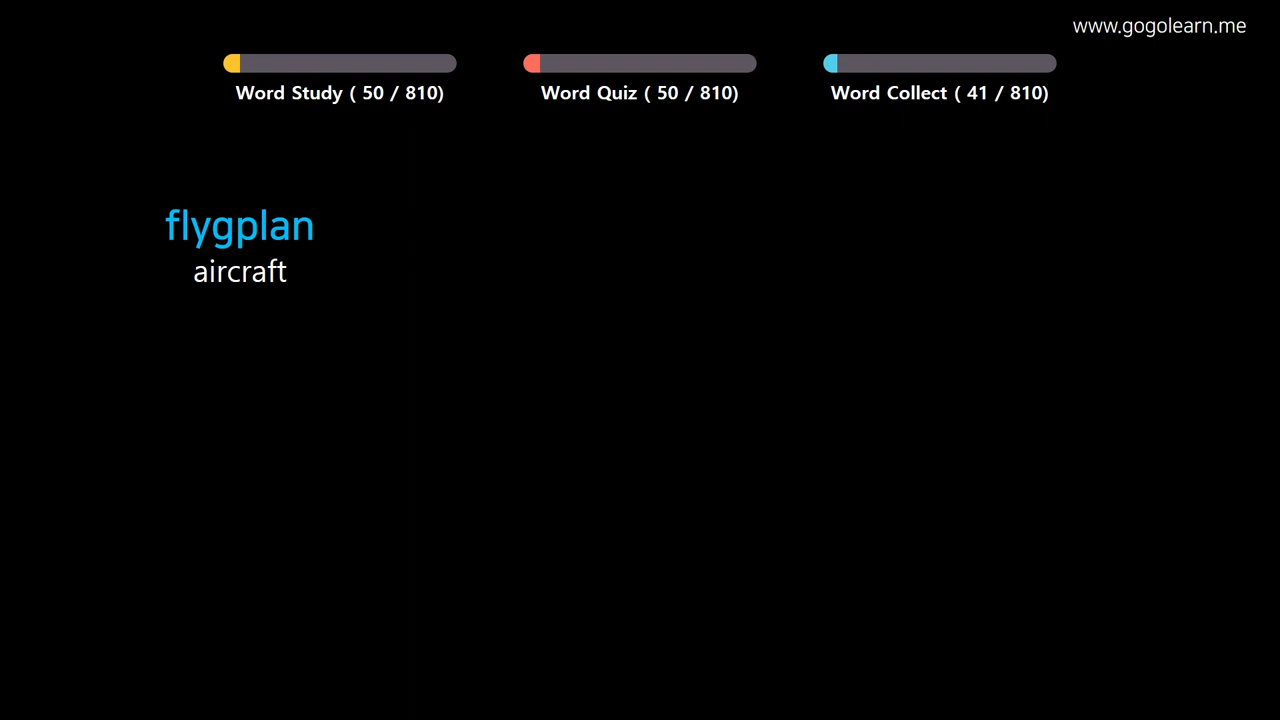 www.gogolearn.me
Word Study ( 50 / 810)
Word Quiz ( 50 / 810)
Word Collect ( 41 / 810)
flygplan
aircraft